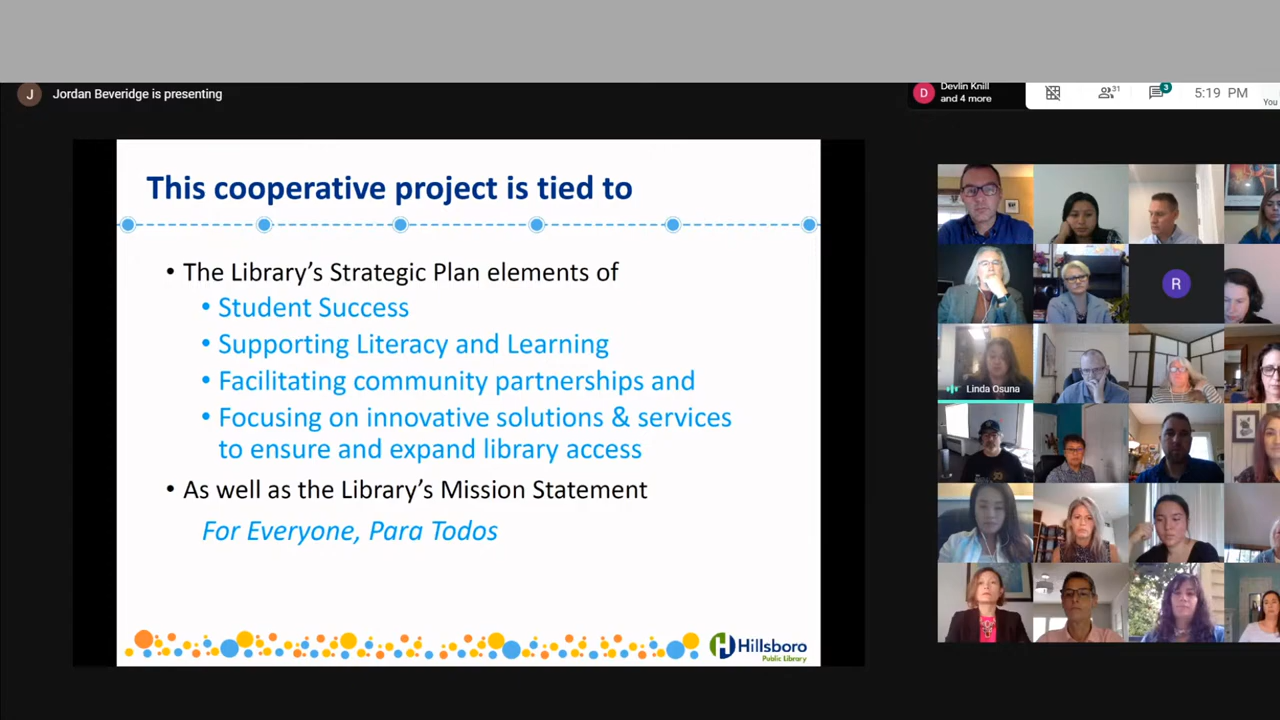 J
Jordan Beveridge is presenting
D
Devlin Knill
and 4 more
31
3
5:19 PM
You
This cooperative project is tied to
• The Library's Strategic Plan elements of
• Student Success
• Supporting Literacy and Learning
• Facilitating community partnerships and
• Focusing on innovative solutions & services
to ensure and expand library access
• As well as the Library's Mission Statement
For Everyone, Para Todos
H Hillsboro
Public Library
R
Linda Osuna